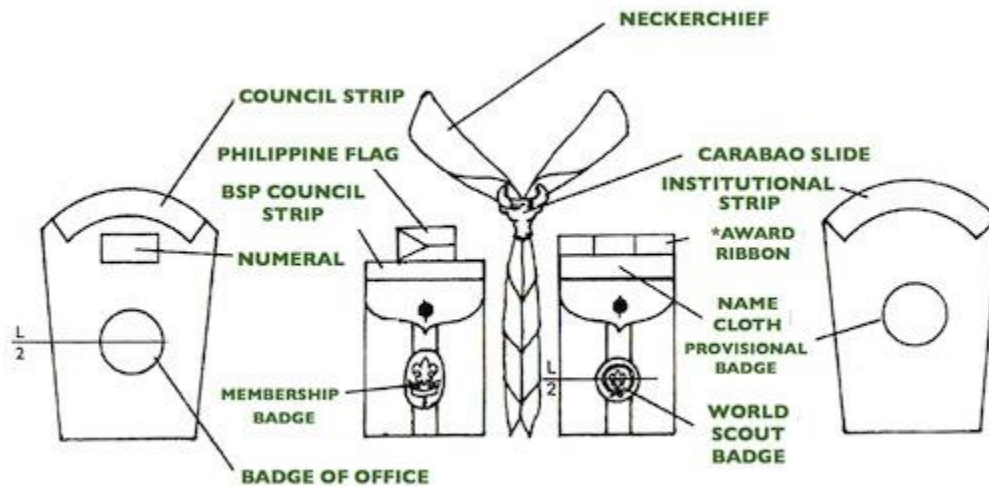 NECKERCHIEF
COUNCIL STRIP
PHILIPPINE FLAG
CARABAO SLIDE
BSP COUNCIL
STRIP
INSTITUTIONAL
STRIP
*AWARD
RIBBON
NUMERAL
NAME
CLOTH
L
2
PROVISIONAL
BADGE
L
2
MEMBERSHIP
BADGE
WORLD
SCOUT
BADGE
BADGE OF OFFICE